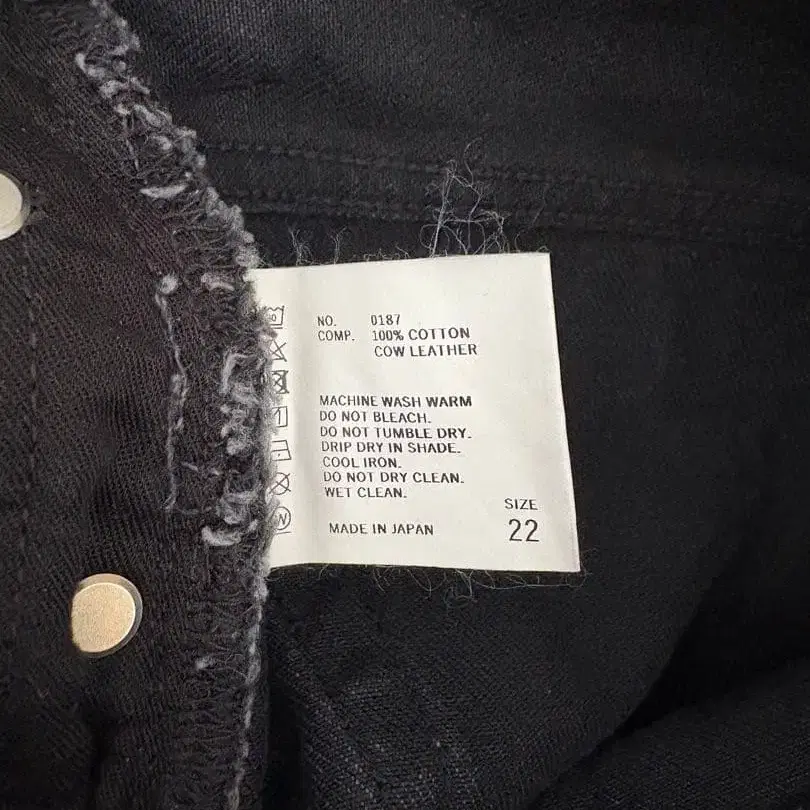 NO. 0187
COMP. 100% COTTON
COW LEATHER
MACHINE WASH WARM
DO NOT BLEACH.
DO NOT TUMBLE DRY.
DRIP DRY IN SHADE.
COOL IRON.
DO NOT DRY CLEAN.
WET CLEAN.
SIZE
22
MADE IN JAPAN
W